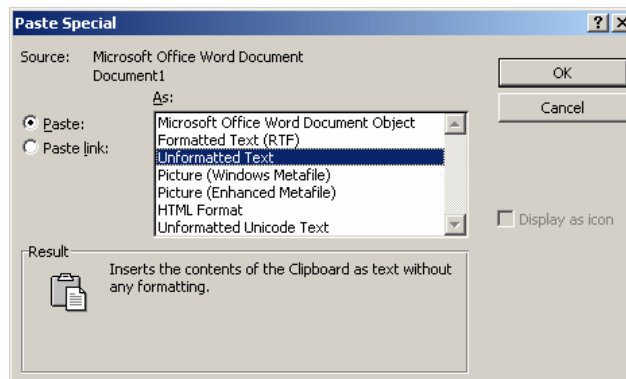 Paste Special
Source: Microsoft Office Word Document
Document1
As:
Paste:
Paste link:
Microsoft Office Word Document Object
Formatted Text (RTF)
Unformatted Text
Picture (Windows Metafile)
Picture (Enhanced Metafile)
HTML Format
Unformatted Unicode Text
OK
Cancel
Display as icon
Result
Inserts the contents of the Clipboard as text without
any formatting.